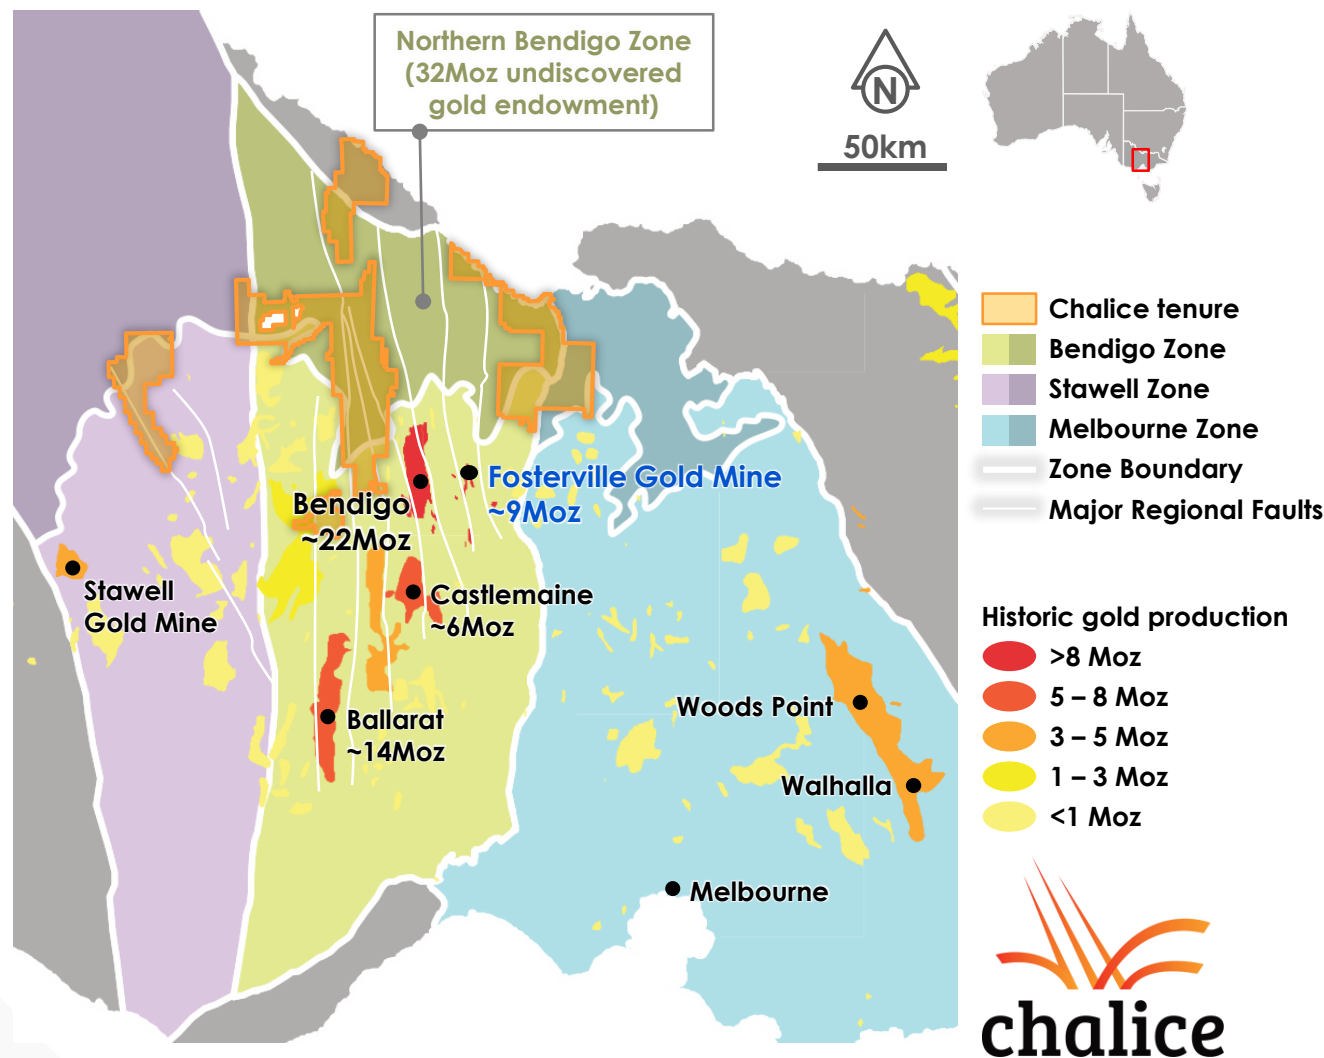 Northern Bendigo Zone
(32Moz undiscovered
gold endowment)
N
50km
Chalice tenure
Bendigo Zone
Stawell Zone
Melbourne Zone
Zone Boundary
Major Regional Faults
Fosterville Gold Mine
~9Moz
Bendigo
~22Moz
Stawell
Gold Mine
Castlemaine
~6Moz
Ballarat
~14Moz
Woods Point
Walhalla
Melbourne
Historic gold production
>8 Moz
5 – 8 Moz
3 – 5 Moz
1 – 3 Moz
<1 Moz
chalice